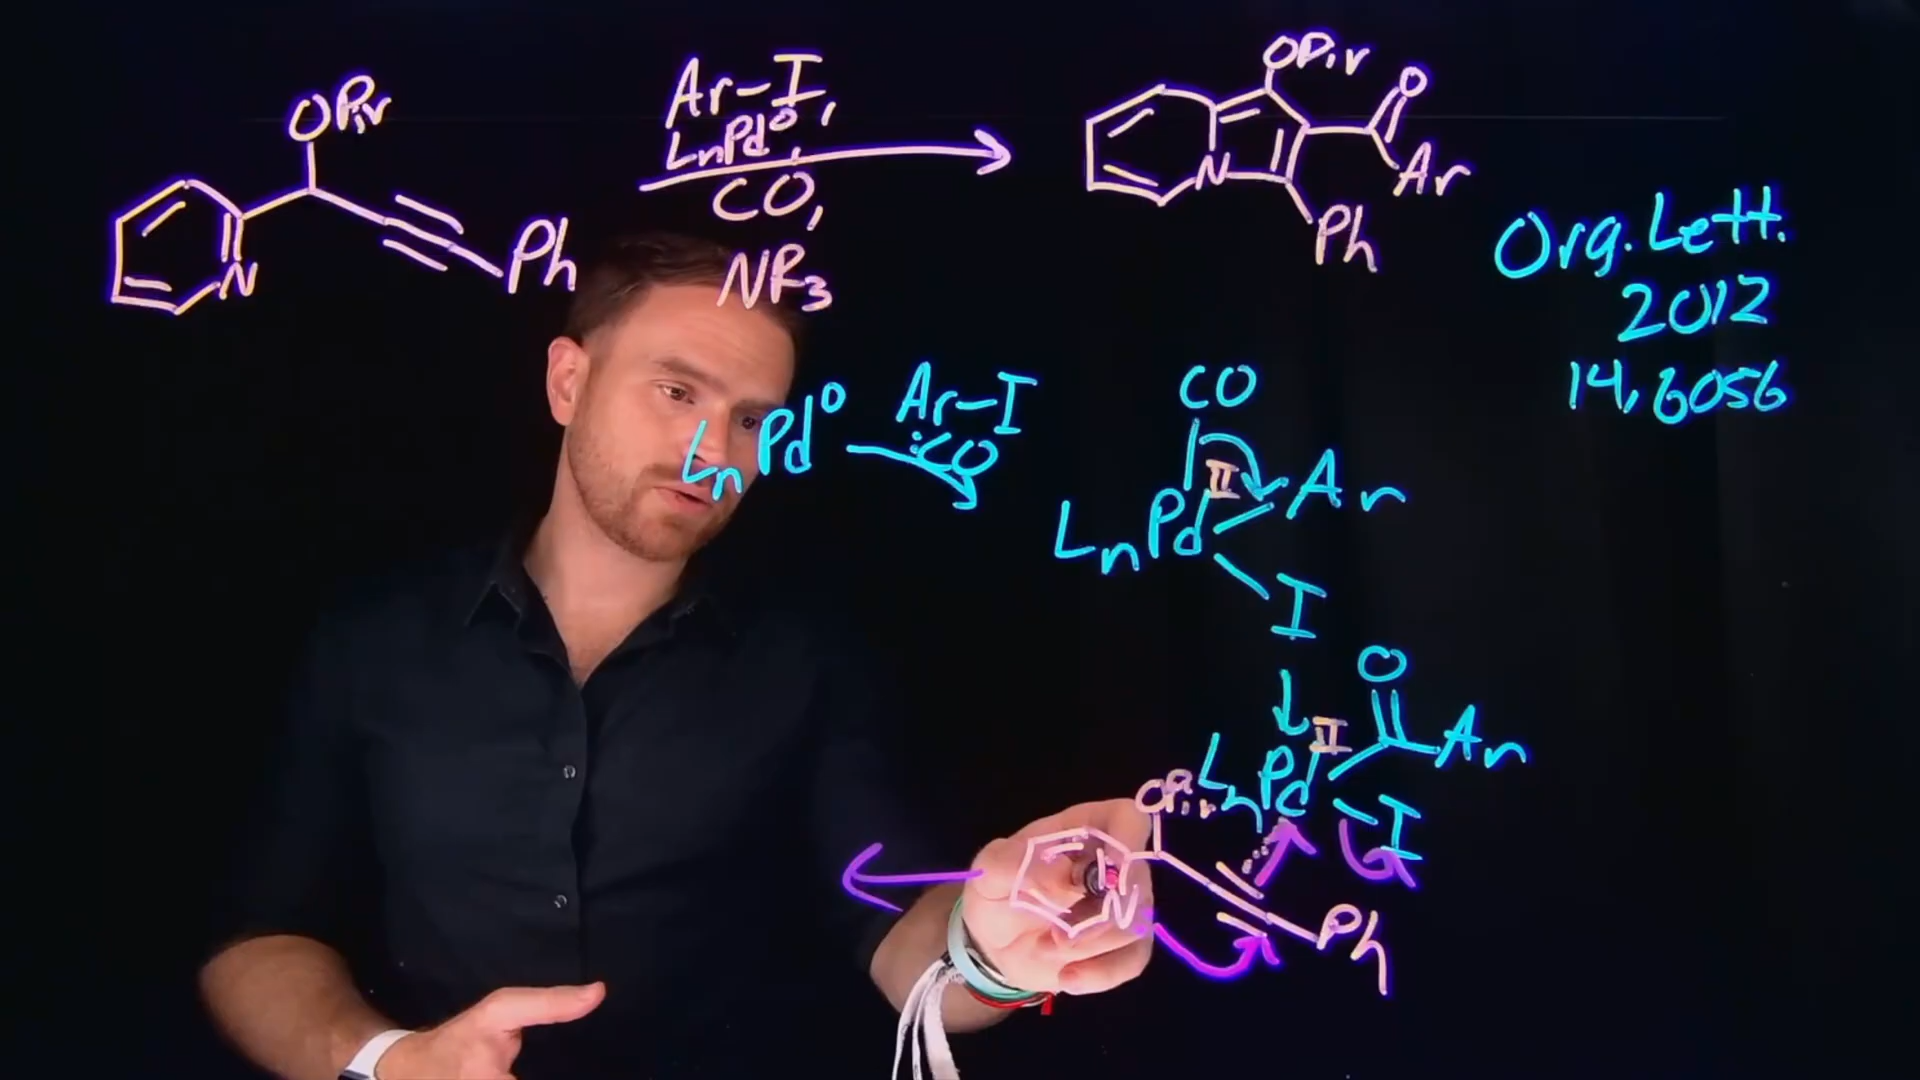 OPiv
N
Ph
Ar–I,
LnPd⁰,
CO,
NR₃
OPiv
O
N
Ar
Ph
Org. Lett.
2012
14, 6056
LnPd⁰
Ar–I
:CO
CO
LnPd
II
Ar
I
O
LnPd
II
Ar
I
OPiv
N
Ph